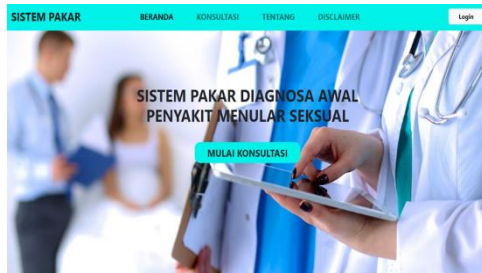 SISTEM PAKAR
BERANDA
KONSULTASI
TENTANG
DISCLAIMER
Login
SISTEM PAKAR DIAGNOSA AWAL
PENYAKIT MENULAR SEKSUAL
MULAI KONSULTASI